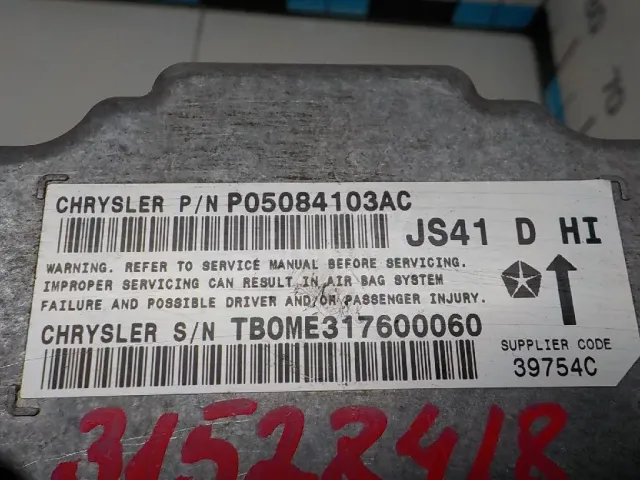 CHRYSLER P/N P05084103AC
JS41 D HI
WARNING. REFER TO SERVICE MANUAL BEFORE SERVICING.
IMPROPER SERVICING CAN RESULT IN AIR BAG SYSTEM
FAILURE AND POSSIBLE DRIVER AND/OR PASSENGER INJURY.
CHRYSLER S/N TB0ME317600060
SUPPLIER CODE
39754C
31522418